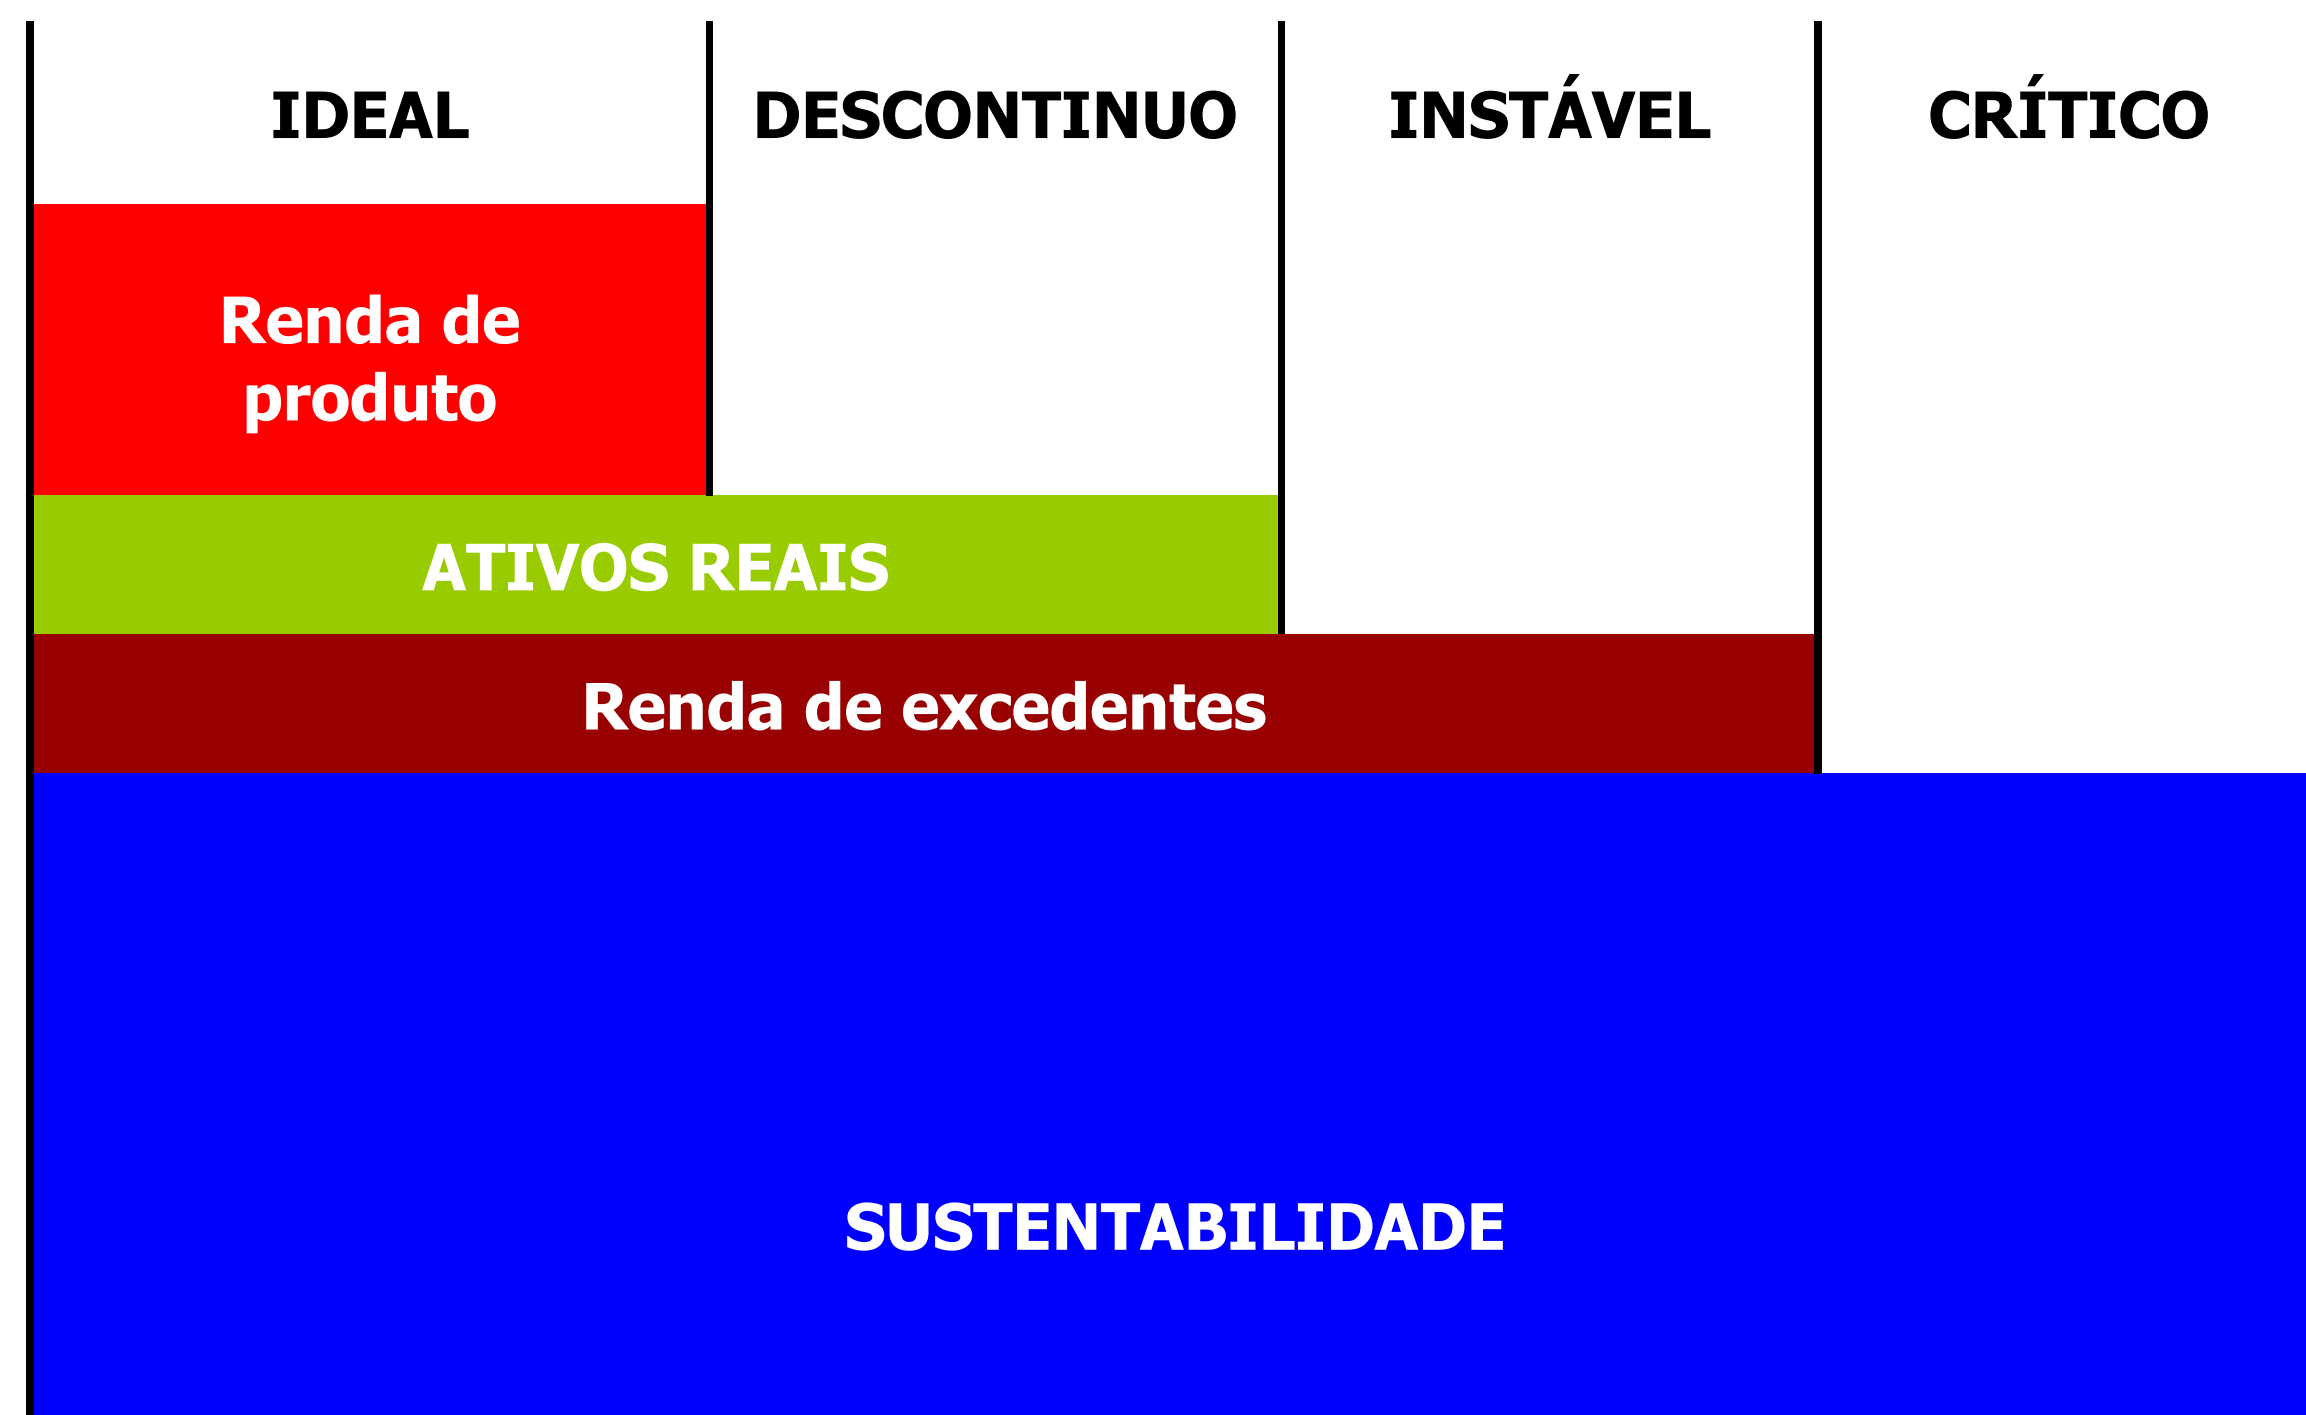 IDEAL
DESCONTINUO
INSTÁVEL
CRÍTICO
Renda de
produto
ATIVOS REAIS
Renda de excedentes
SUSTENTABILIDADE